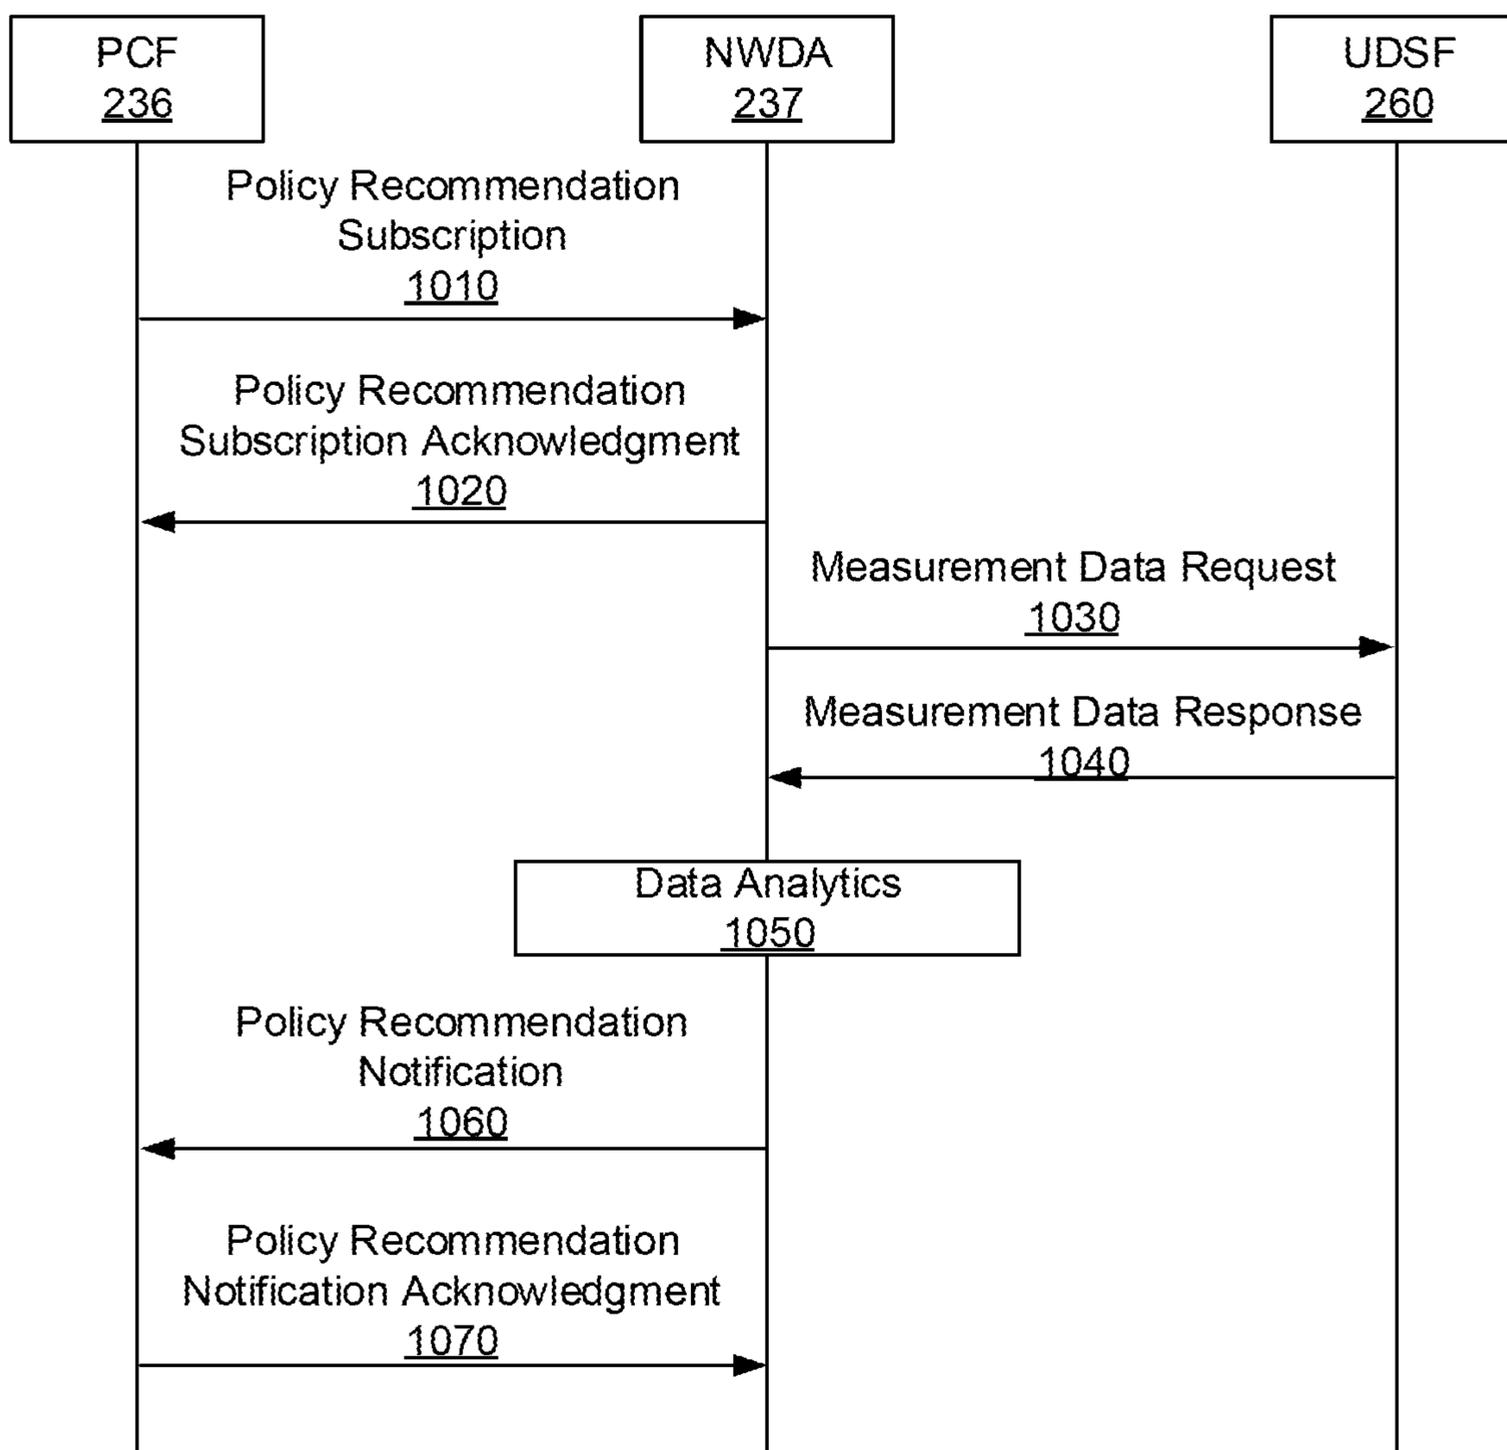 PCF
236
NWDA
237
UDSF
260
Policy Recommendation
Subscription
1010
Policy Recommendation
Subscription Acknowledgment
1020
Measurement Data Request
1030
Measurement Data Response
1040
Data Analytics
1050
Policy Recommendation
Notification
1060
Policy Recommendation
Notification Acknowledgment
1070